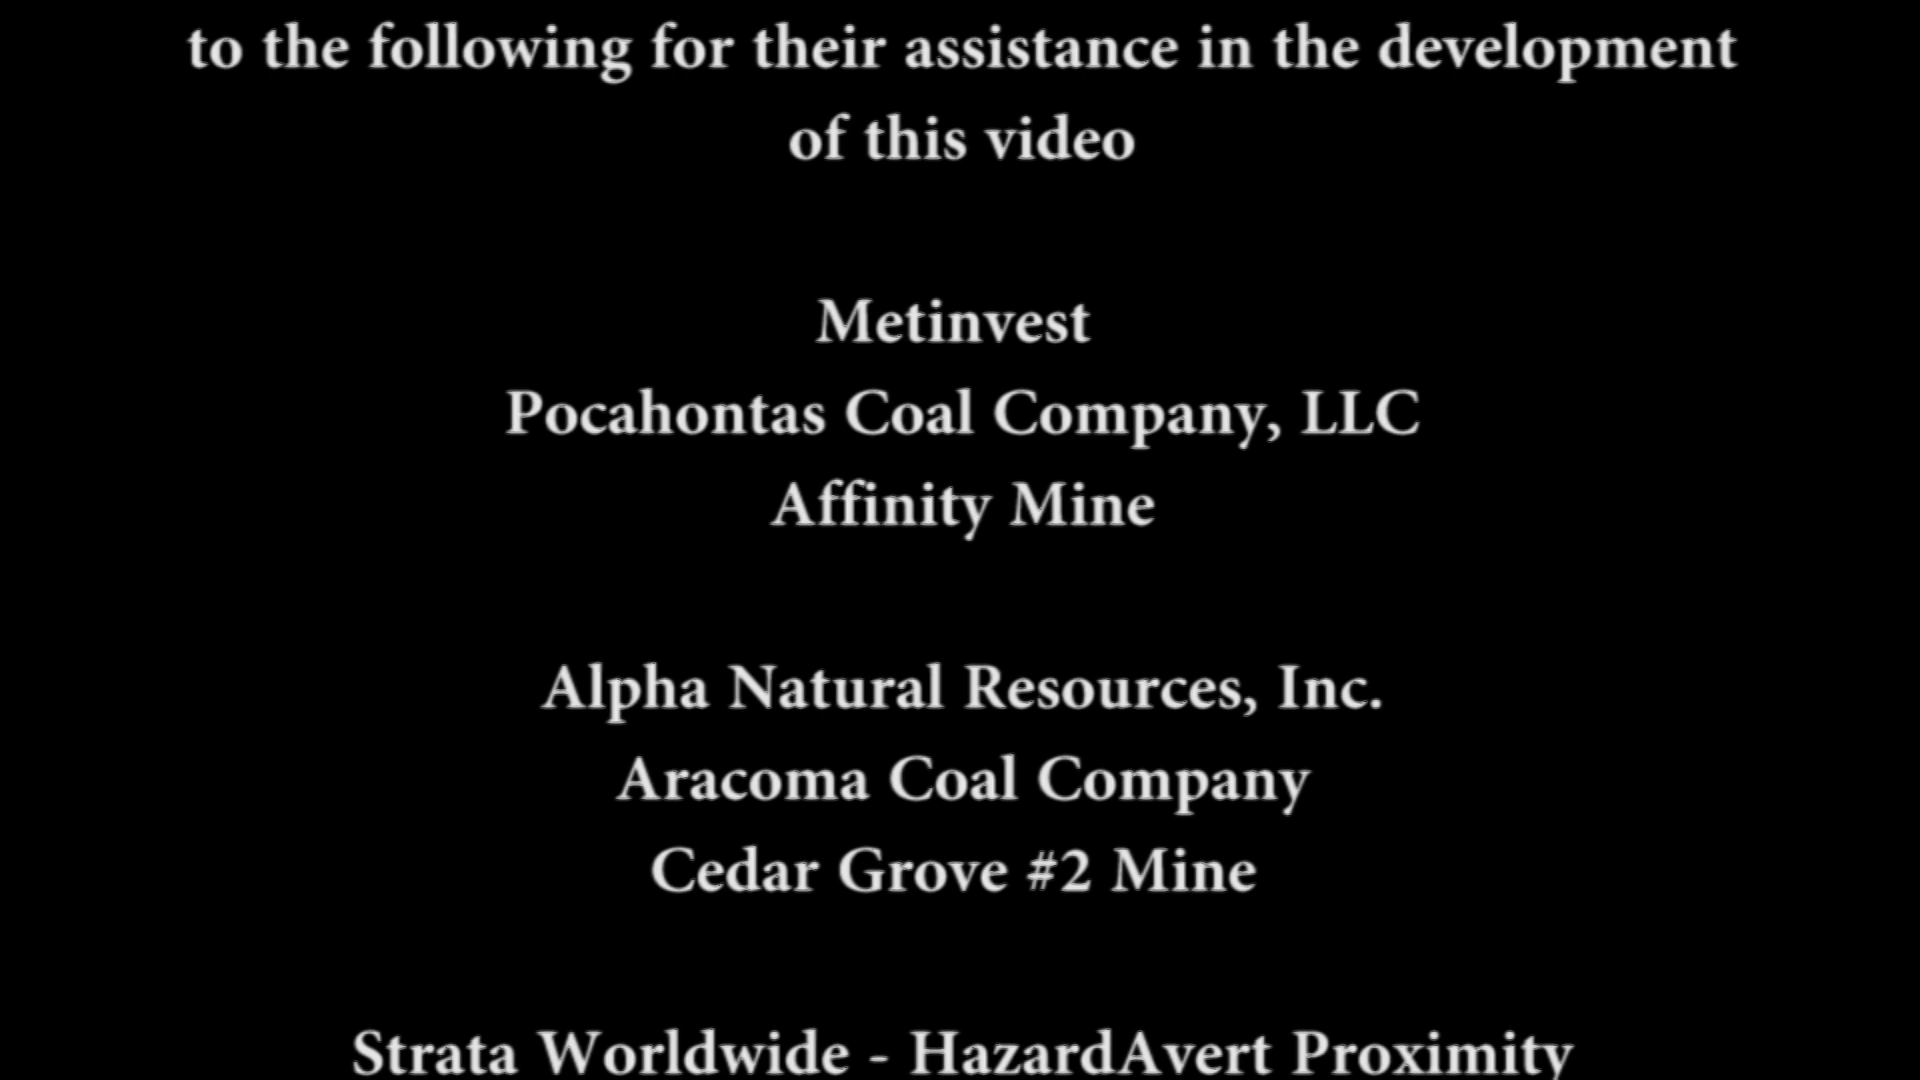 to the following for their assistance in the development
of this video
Metinvest
Pocahontas Coal Company, LLC
Affinity Mine
Alpha Natural Resources, Inc.
Aracoma Coal Company
Cedar Grove #2 Mine
Strata Worldwide - HazardAvert Proximity